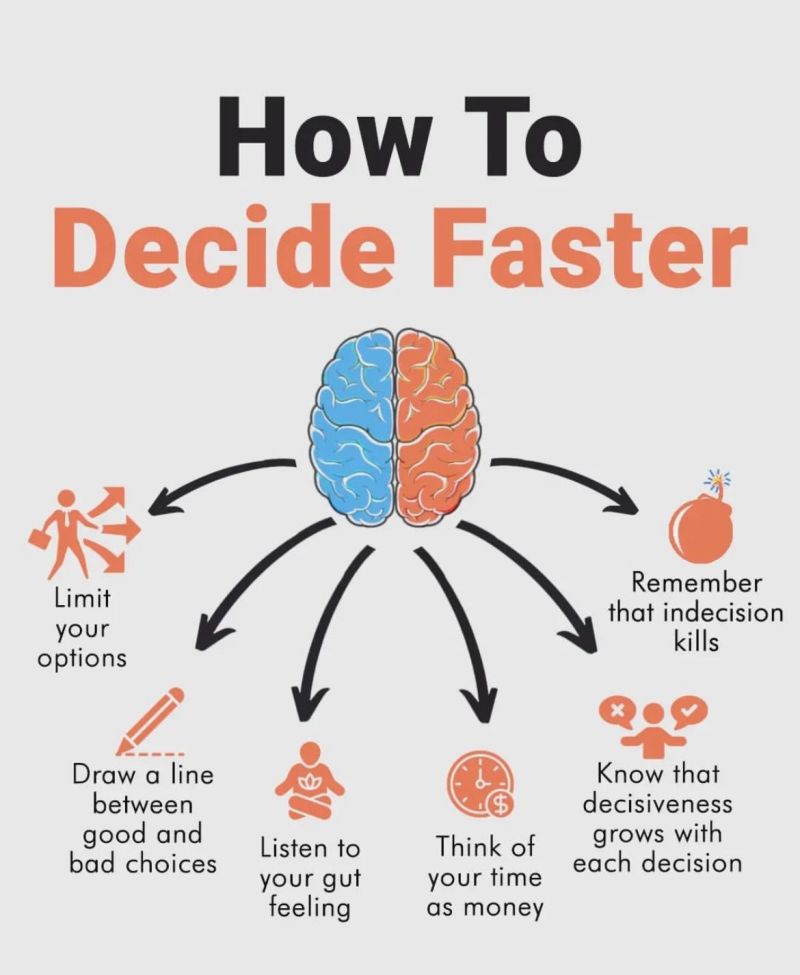 How To
Decide Faster
Limit
your
options
Draw a line
between
good and
bad choices
Listen to
your gut
feeling
$
Think of
your time
as money
Know that
decisiveness
grows with
each decision
Remember
that indecision
kills